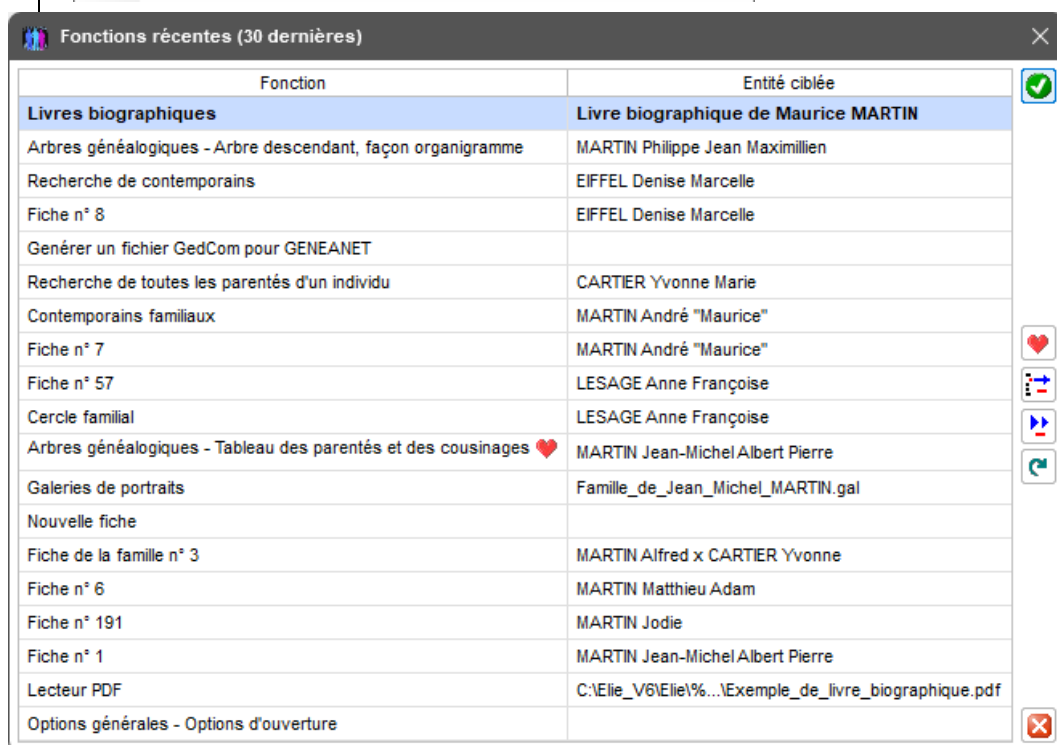 Fonctions récentes (30 dernières)
Fonction Entité ciblée
Livres biographiques Livre biographique de Maurice MARTIN
Arbres généalogiques - Arbre descendant, façon organigramme MARTIN Philippe Jean Maximillien
Recherche de contemporains EIFFEL Denise Marcelle
Fiche n° 8 EIFFEL Denise Marcelle
Genérer un fichier GedCom pour GENEANET
Recherche de toutes les parentés d'un individu CARTIER Yvonne Marie
Contemporains familiaux MARTIN André "Maurice"
Fiche n° 7 MARTIN André "Maurice"
Fiche n° 57 LESAGE Anne Françoise
Cercle familial LESAGE Anne Françoise
Arbres généalogiques - Tableau des parentés et des cousinages MARTIN Jean-Michel Albert Pierre
Galeries de portraits Famille_de_Jean_Michel_MARTIN.gal
Nouvelle fiche
Fiche de la famille n° 3 MARTIN Alfred x CARTIER Yvonne
Fiche n° 6 MARTIN Matthieu Adam
Fiche n° 191 MARTIN Jodie
Fiche n° 1 MARTIN Jean-Michel Albert Pierre
Lecteur PDF C:\Elie_V6\Elie\%...\Exemple_de_livre_biographique.pdf
Options générales - Options d'ouverture